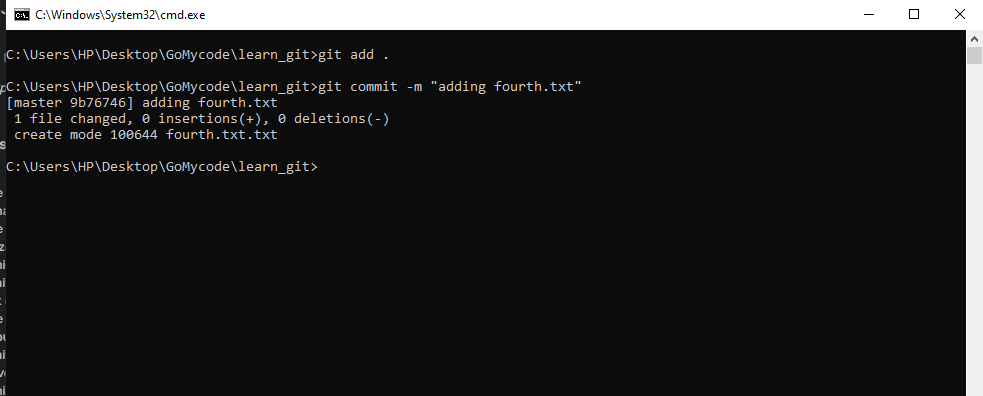 C:\Windows\System32\cmd.exe
C:\Users\HP\Desktop\GoMycode\learn_git>git add .
C:\Users\HP\Desktop\GoMycode\learn_git>git commit -m "adding fourth.txt"
[master 9b76746] adding fourth.txt
 1 file changed, 0 insertions(+), 0 deletions(-)
 create mode 100644 fourth.txt.txt
C:\Users\HP\Desktop\GoMycode\learn_git>